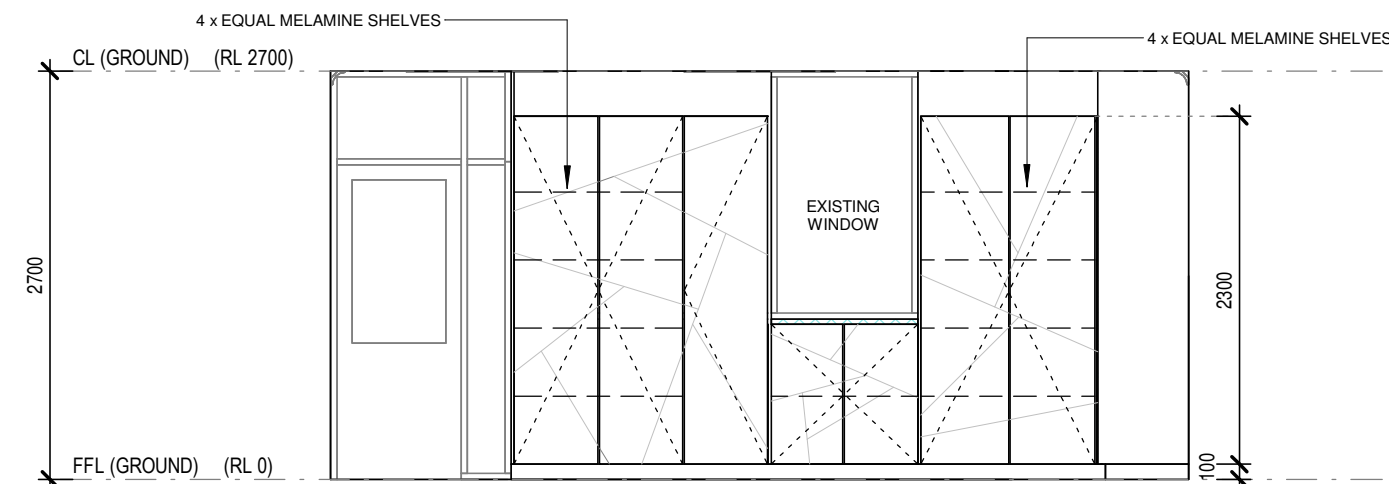 4 x EQUAL MELAMINE SHELVES
4 x EQUAL MELAMINE SHELVES
CL (GROUND) (RL 2700)
EXISTING
WINDOW
2700
2300
FFL (GROUND) (RL 0)
100